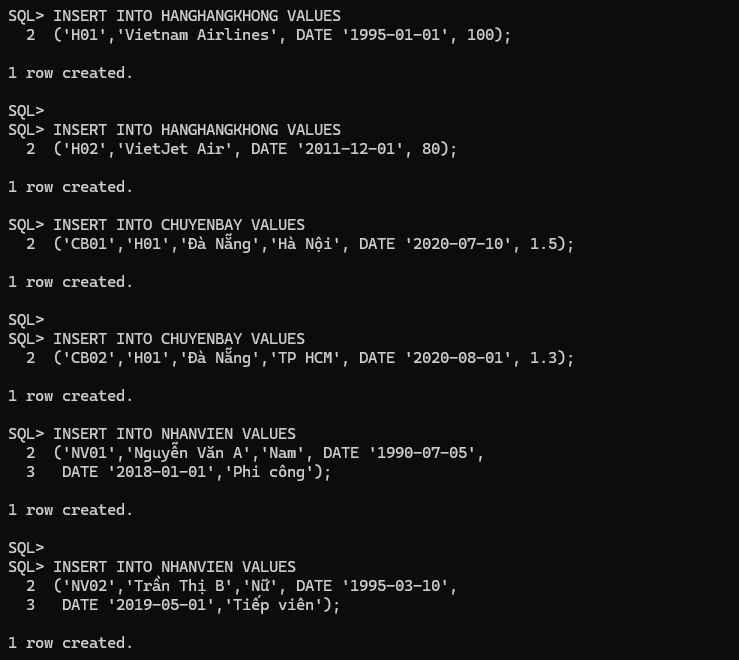 SQL> INSERT INTO HANGHANGKHONG VALUES
2 ('H01','Vietnam Airlines', DATE '1995-01-01', 100);
1 row created.
SQL>
SQL> INSERT INTO HANGHANGKHONG VALUES
2 ('H02','VietJet Air', DATE '2011-12-01', 80);
1 row created.
SQL> INSERT INTO CHUYENBAY VALUES
2 ('CB01','H01','Đà Nẵng','Hà Nội', DATE '2020-07-10', 1.5);
1 row created.
SQL>
SQL> INSERT INTO CHUYENBAY VALUES
2 ('CB02','H01','Đà Nẵng','TP HCM', DATE '2020-08-01', 1.3);
1 row created.
SQL> INSERT INTO NHANVIEN VALUES
2 ('NV01','Nguyễn Văn A','Nam', DATE '1990-07-05',
3 DATE '2018-01-01','Phi công');
1 row created.
SQL>
SQL> INSERT INTO NHANVIEN VALUES
2 ('NV02','Trần Thị B','Nữ', DATE '1995-03-10',
3 DATE '2019-05-01','Tiếp viên');
1 row created.